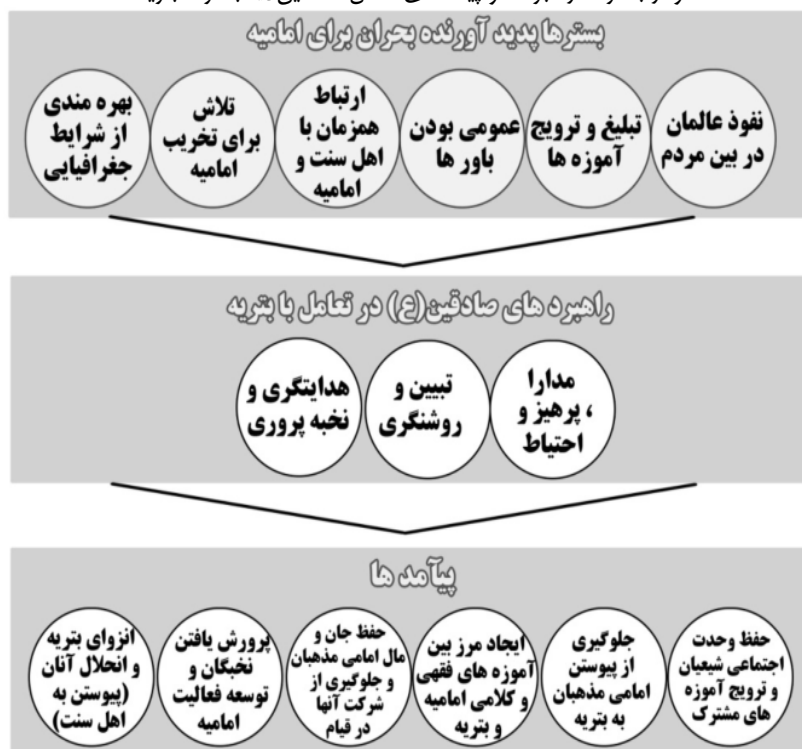 بسترها پدید آورنده بحران برای امامیه
نفوذ عالمان
در بین مردم
تبلیغ و ترویج
آموزه ها
عمومی بودن
باور ها
ارتباط
همزمان با
اهل سنت و
امامیه
تلاش
برای تخریب
امامیه
بهره مندی
از شرایط
جغرافیایی
راهبرد های صادقین(ع) در تعامل با بتریه
مدارا
، پرهیز و
احتیاط
تبیین و
روشنگری
هدایتگری و
نخبه پروری
پیآمد ها
حفظ وحدت
اجتماعی شیعیان
و ترویج آموزه
های مشترک
جلوگیری
از پیوستن
امامی مذهبان
به بتریه
ایجاد مرز بین
آموزه های فقهی
و کلامی امامیه
و بتریه
حفظ جان و
مال امامی مذهبان
و جلوگیری از
شرکت آنها
در قیام
پرورش یافتن
نخبگان و
توسعه فعالیت
امامیه
انزوای بتریه
و انحلال آنان
(پیوستن به
اهل سنت)